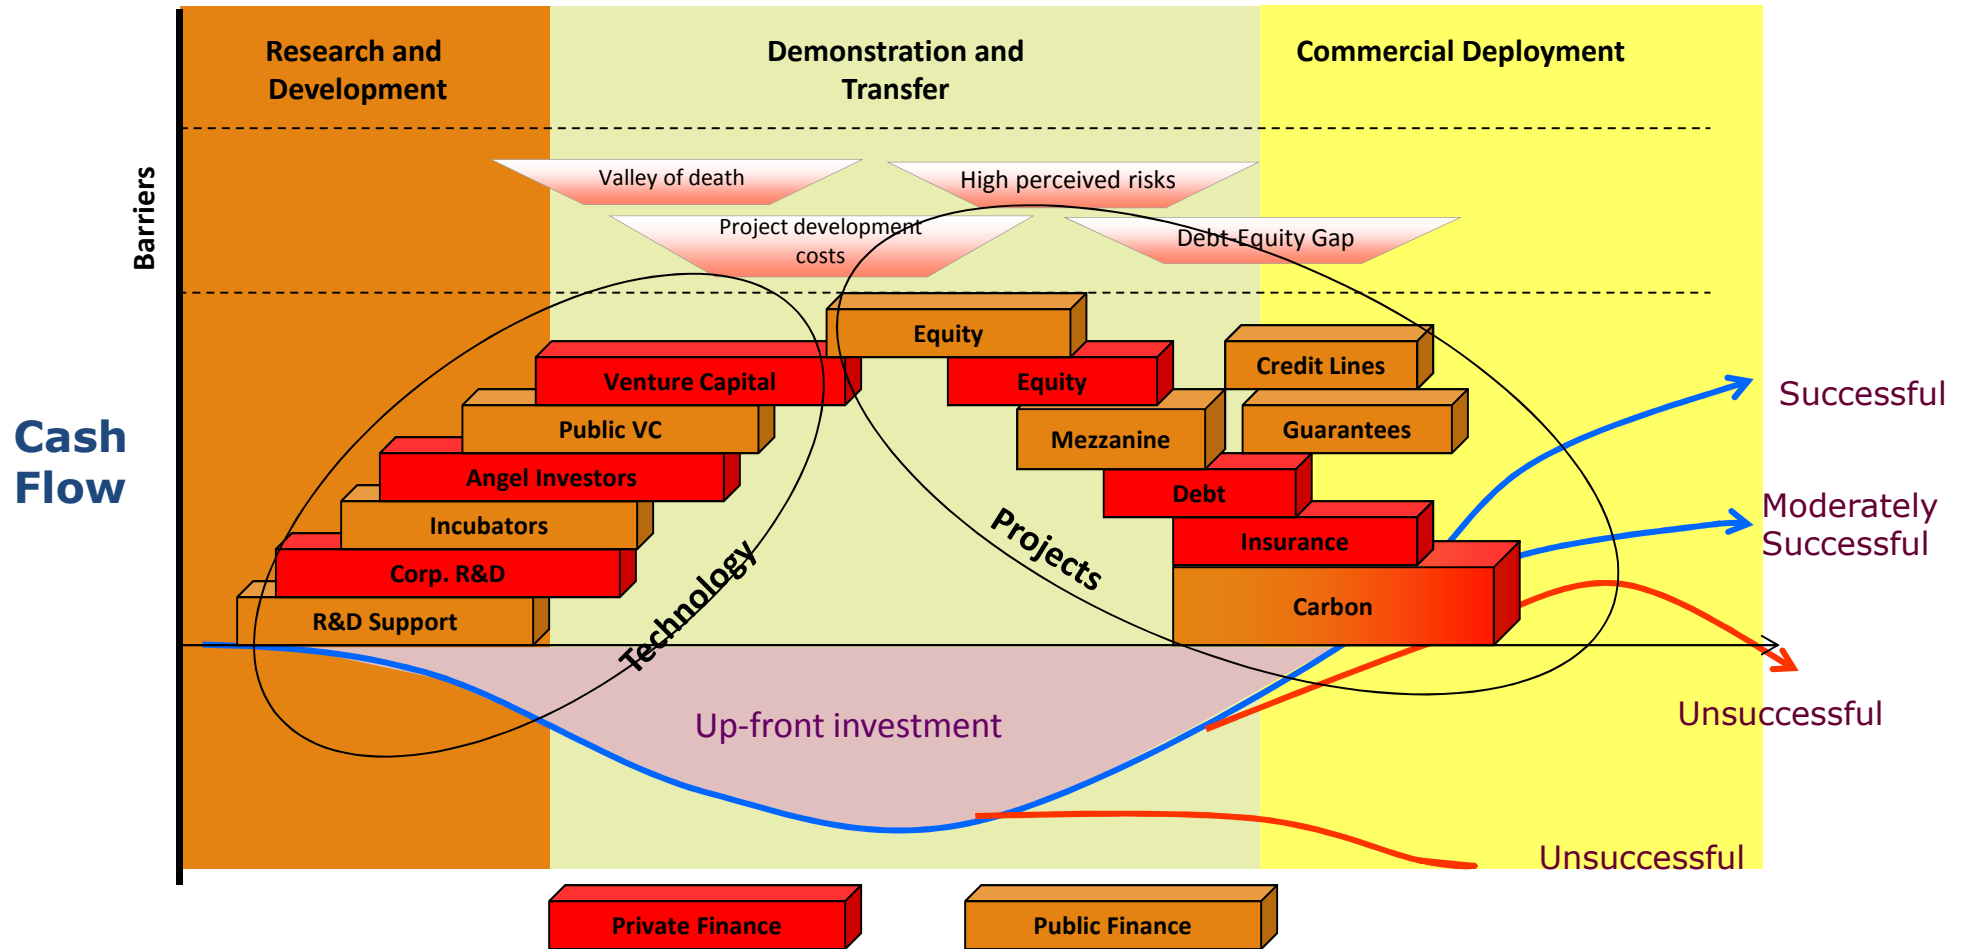 Research and
Development
Demonstration and
Transfer
Commercial Deployment
Barriers
Valley of death
High perceived risks
Project development
costs
Debt-Equity Gap
Equity
Venture Capital
Equity
Credit Lines
Public VC
Mezzanine
Guarantees
Angel Investors
Debt
Incubators
Insurance
Corp. R&D
Carbon
R&D Support
Technology
Projects
Cash
Flow
Successful
Moderately
Successful
Unsuccessful
Up-front investment
Unsuccessful
Private Finance
Public Finance